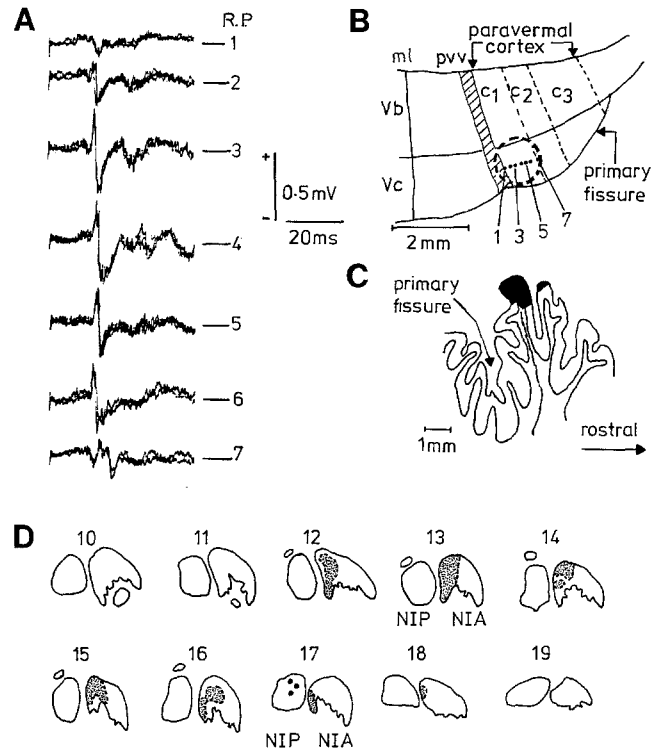 A
R.P
1
2
3
4
5
6
7
+
-
0·5mV
20ms
B
paravermal
cortex
ml
pvv
C1
C2
C3
Vb
Vc
primary
fissure
2mm
1
3
5
7
C
primary
fissure
1mm
rostral
D
10
11
12
13
14
NIP NIA
15
16
17
18
19
NIP NIA